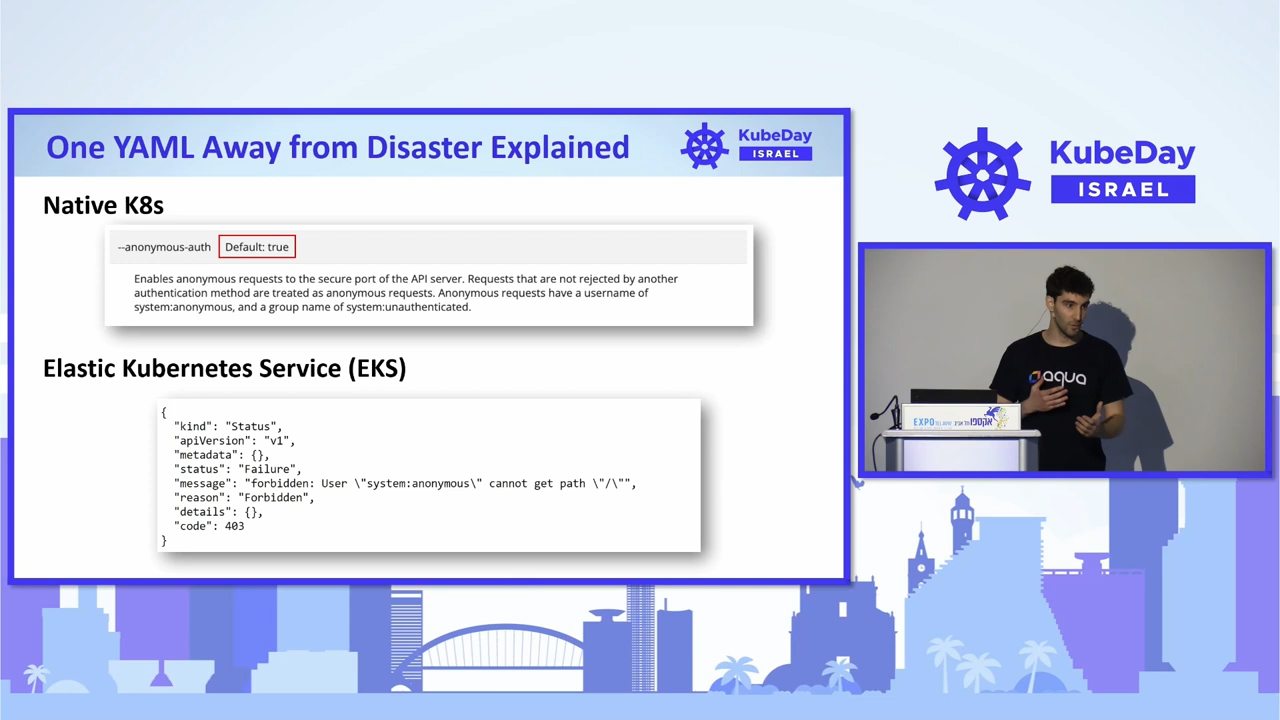 One YAML Away from Disaster Explained
KubeDay
ISRAEL
Native K8s
--anonymous-auth Default: true
Enables anonymous requests to the secure port of the API server. Requests that are not rejected by another
authentication method are treated as anonymous requests. Anonymous requests have a username of
system:anonymous, and a group name of system:unauthenticated.
Elastic Kubernetes Service (EKS)
{
"kind": "Status",
"apiVersion": "v1",
"metadata": {},
"status": "Failure",
"message": "forbidden: User \"system:anonymous\" cannot get path \"/\"",
"reason": "Forbidden",
"details": {},
"code": 403
}
KubeDay
ISRAEL
aqua
EXPO תל אביב אקספו